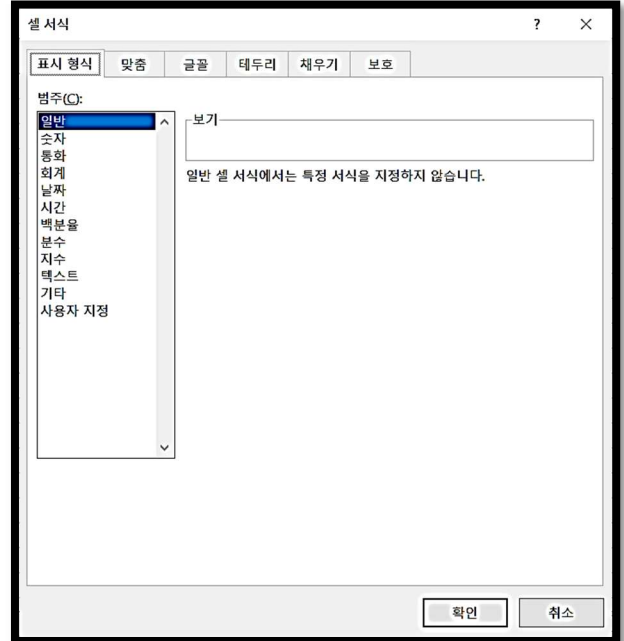 셀 서식 ? ×
표시 형식 맞춤 글꼴 테두리 채우기 보호
범주(C):
일반
숫자
통화
회계
날짜
시간
백분율
분수
지수
텍스트
기타
사용자 지정
보기
일반 셀 서식에서는 특정 서식을 지정하지 않습니다.
확인 취소